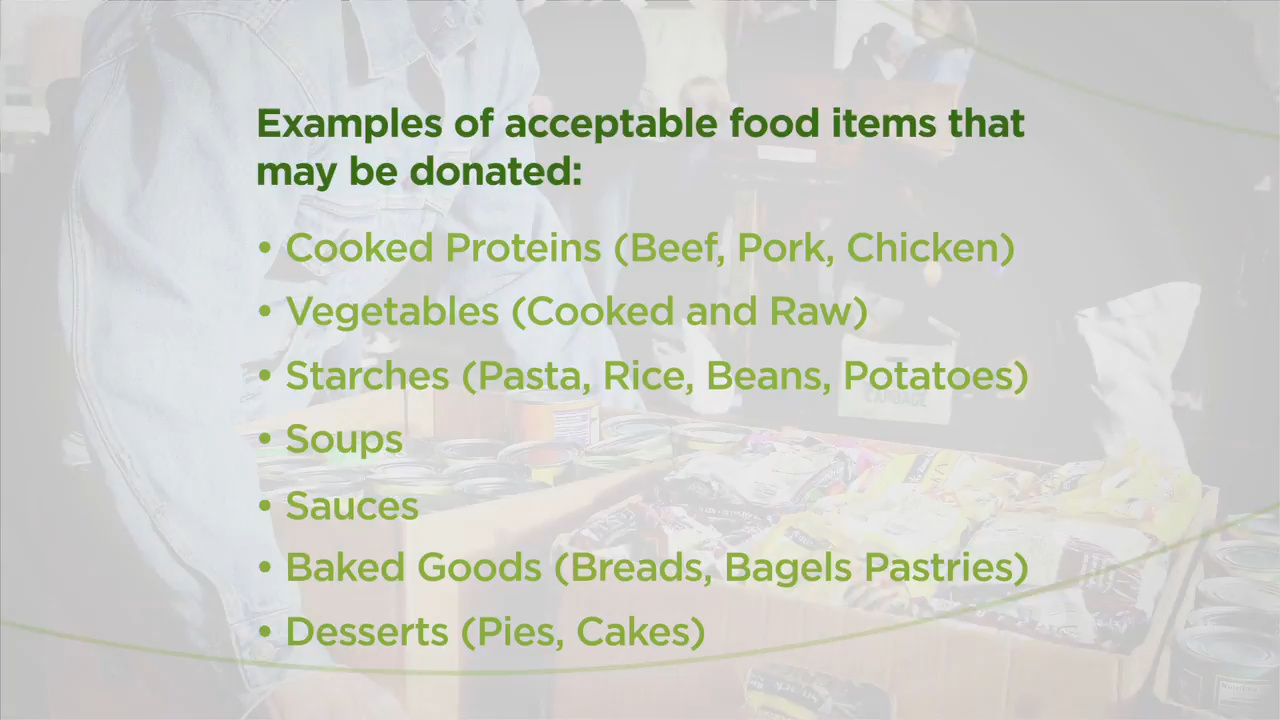 Examples of acceptable food items that
may be donated:
• Cooked Proteins (Beef, Pork, Chicken)
• Vegetables (Cooked and Raw)
• Starches (Pasta, Rice, Beans, Potatoes)
• Soups
• Sauces
• Baked Goods (Breads, Bagels Pastries)
• Desserts (Pies, Cakes)